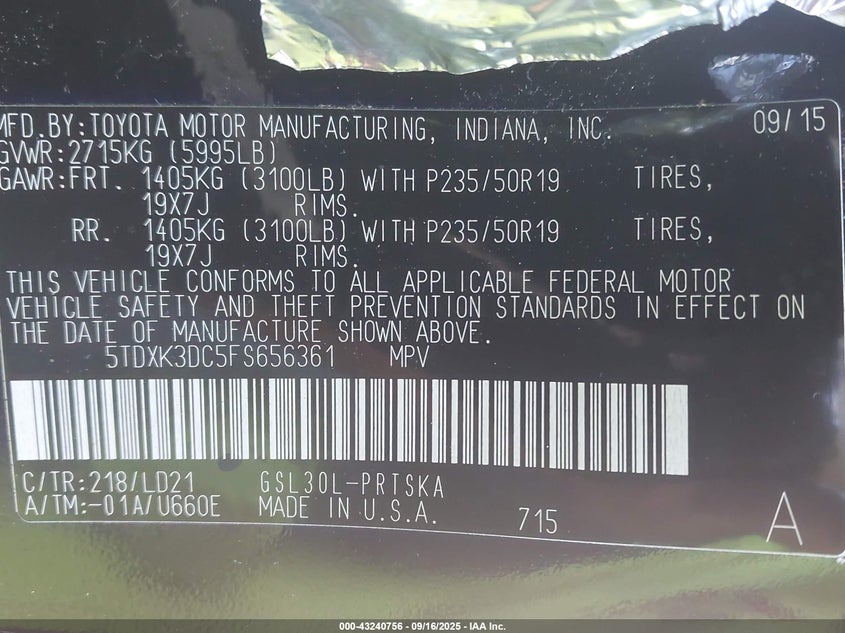 MFD.BY:TOYOTA MOTOR MANUFACTURING, INDIANA, INC. 09/15
GVWR:2715KG (5995LB)
GAWR:FRT. 1405KG (3100LB) WITH P235/50R19 TIRES,
19X7J RIMS.
RR. 1405KG (3100LB) WITH P235/50R19 TIRES,
19X7J RIMS.
THIS VEHICLE CONFORMS TO ALL APPLICABLE FEDERAL MOTOR
VEHICLE SAFETY AND THEFT PREVENTION STANDARDS IN EFFECT ON
THE DATE OF MANUFACTURE SHOWN ABOVE.
5TDXK3DC5FS656361 MPV
C/TR:218/LD21 GSL30L-PRTSKA
A/TM:-01A/U660E MADE IN U.S.A. 715 A
000-43240756 - 09/16/2025 - IAA Inc.